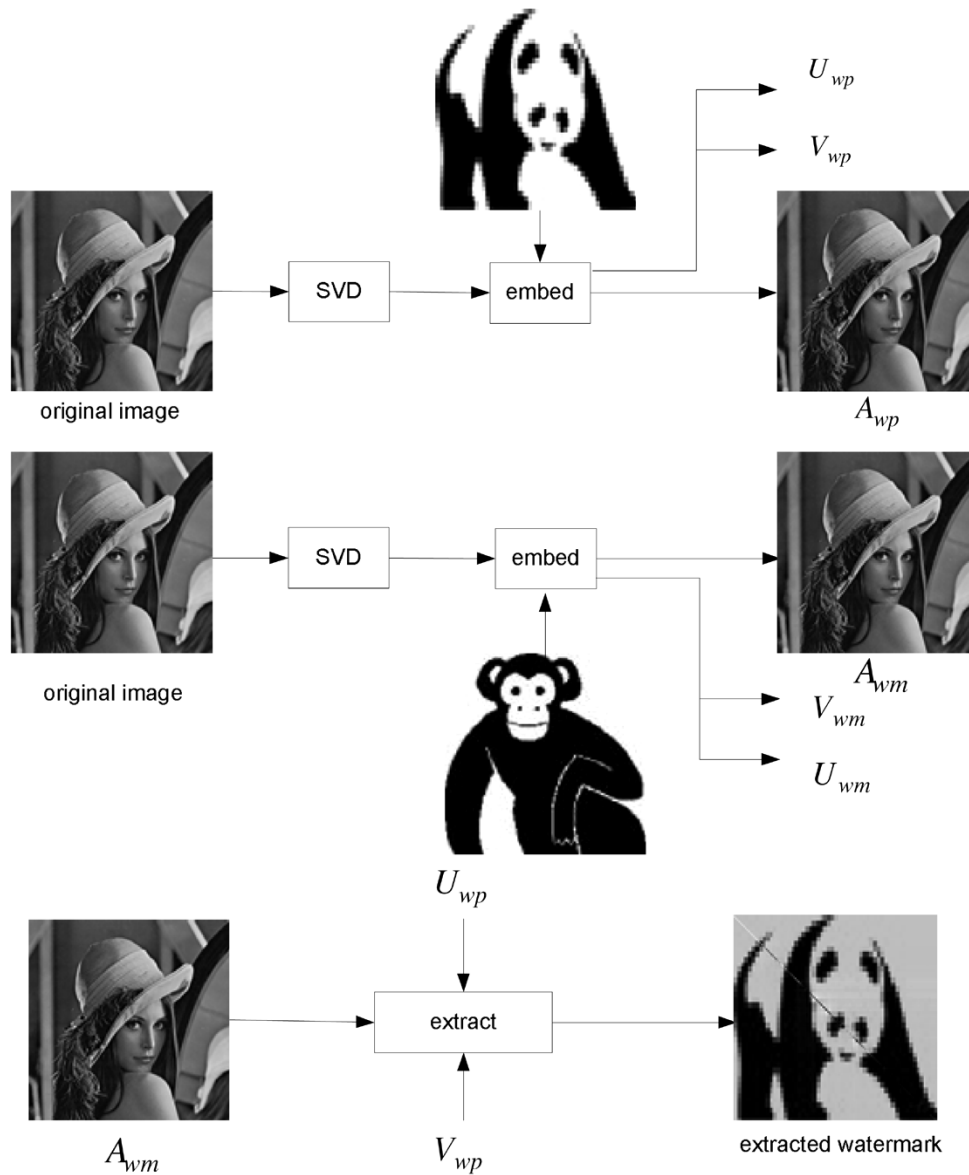 U_wp
V_wp
SVD
embed
original image
A_wp
SVD
embed
original image
A_wm
V_wm
U_wm
U_wp
extract
A_wm
V_wp
extracted watermark